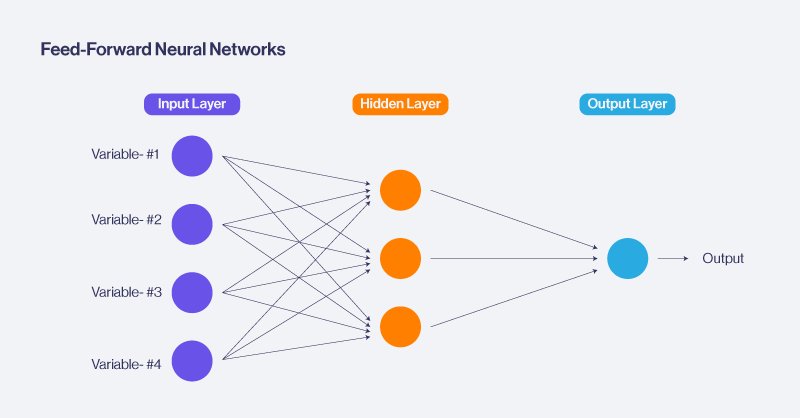 Feed-Forward Neural Networks
Input Layer
Hidden Layer
Output Layer
Variable- #1
Variable- #2
Variable- #3
Variable- #4
Output